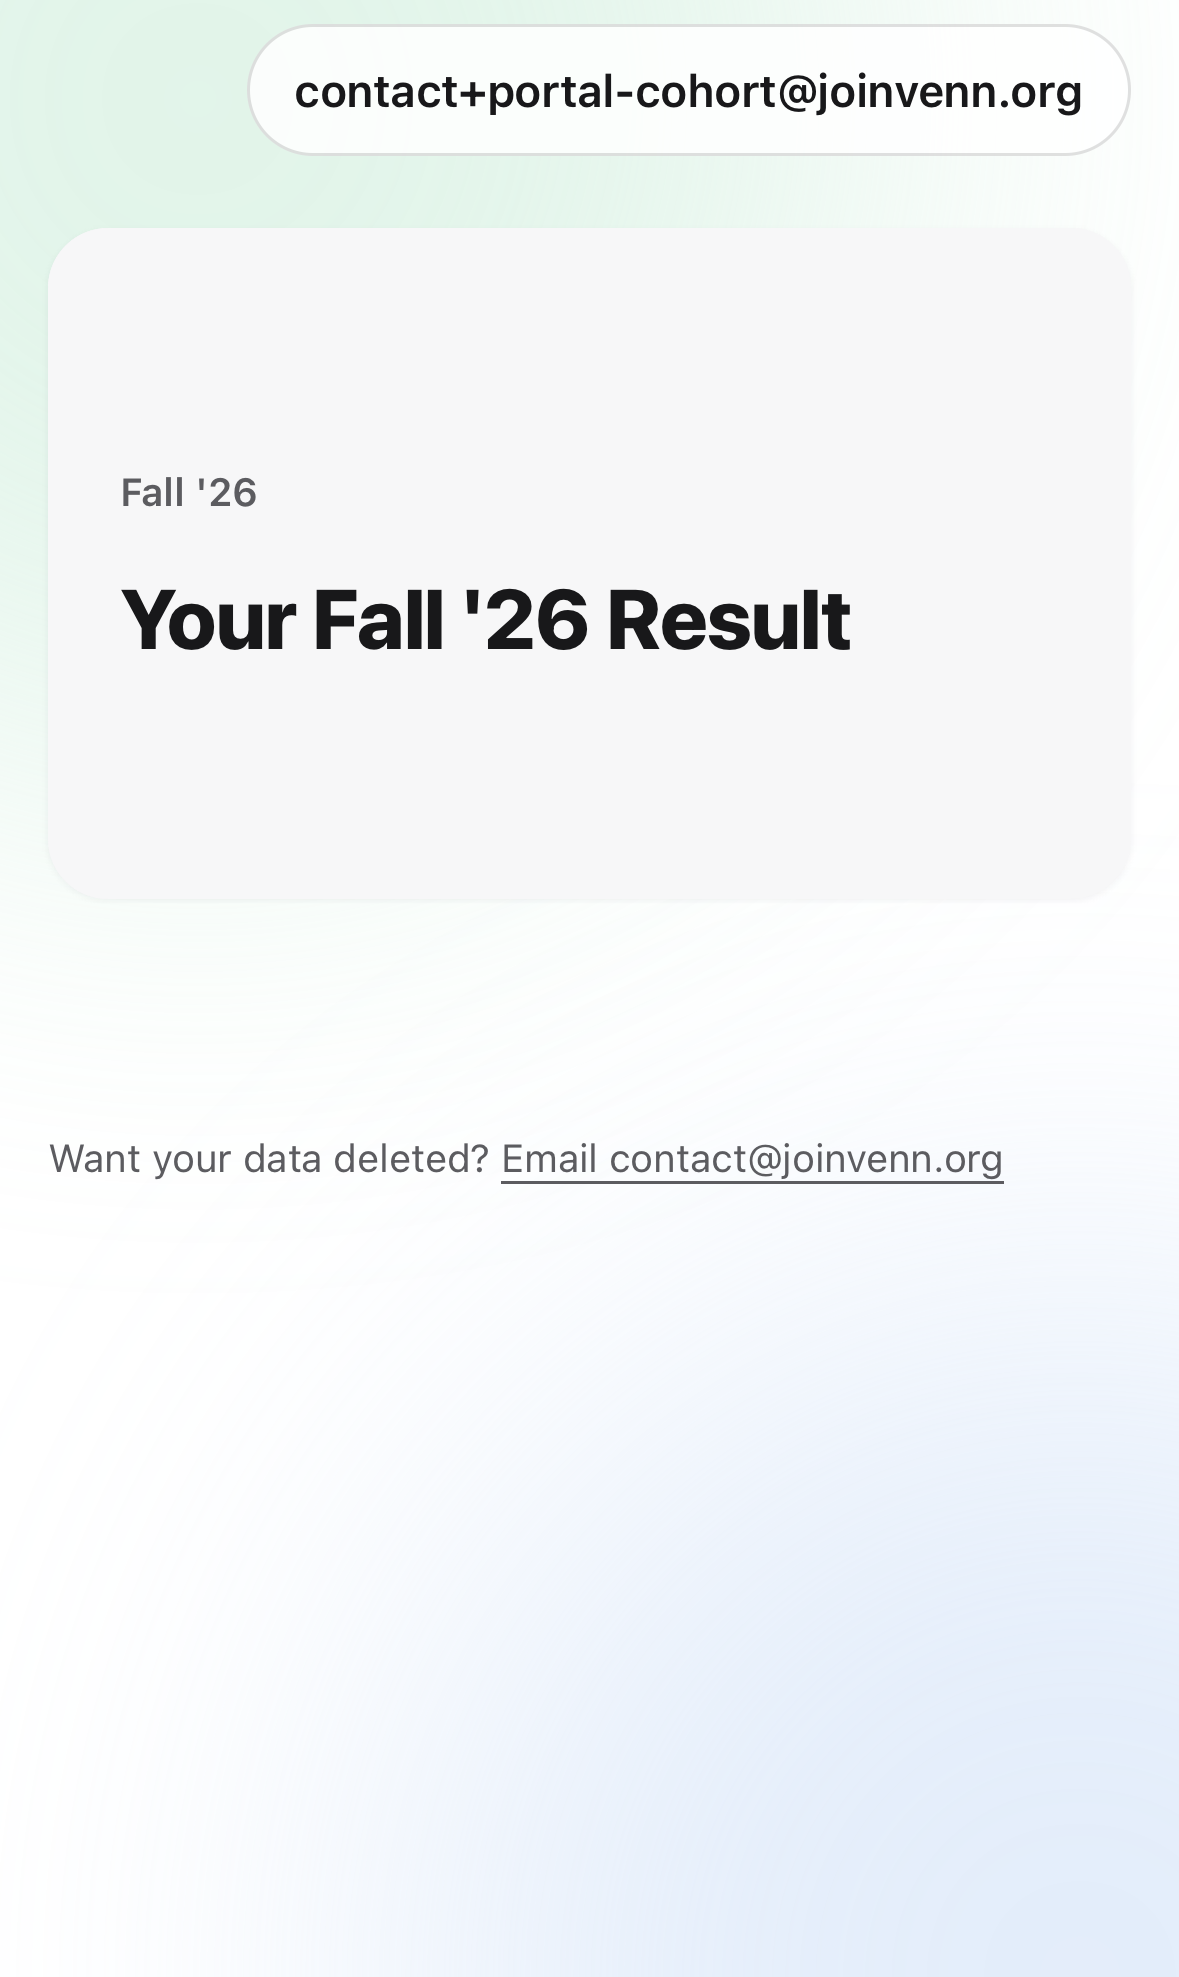 contact+portal-cohort@joinvenn.org
Fall '26
Your Fall '26 Result
Want your data deleted? Email contact@joinvenn.org